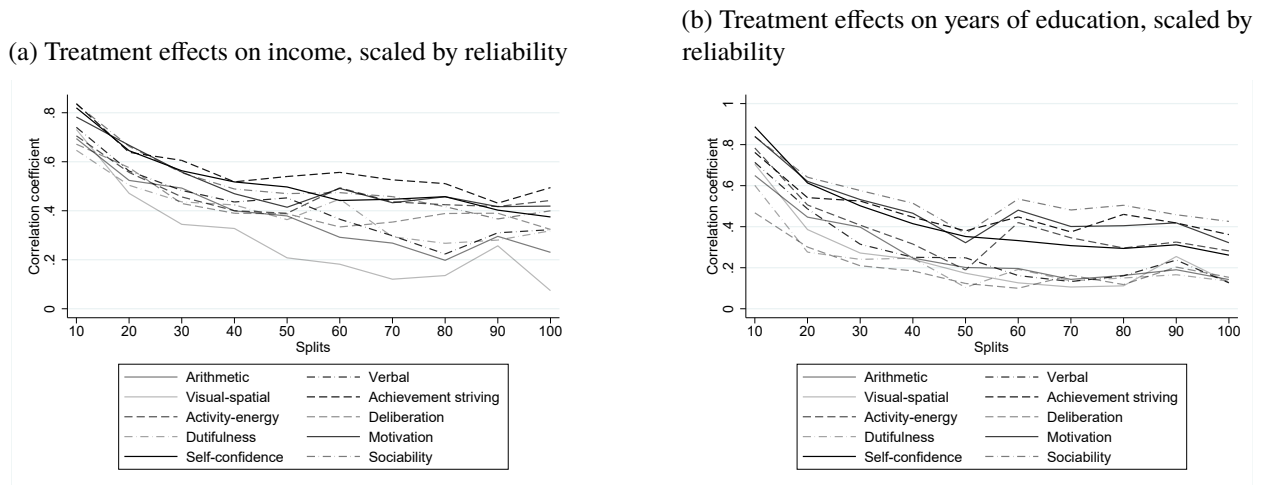 (a) Treatment effects on income, scaled by reliability
Correlation coefficient
.8
.6
.4
.2
0
10 20 30 40 50 60 70 80 90 100
Splits
Arithmetic Verbal
Visual-spatial Achievement striving
Activity-energy Deliberation
Dutifulness Motivation
Self-confidence Sociability
(b) Treatment effects on years of education, scaled by
reliability
Correlation coefficient
1
.8
.6
.4
.2
0
10 20 30 40 50 60 70 80 90 100
Splits
Arithmetic Verbal
Visual-spatial Achievement striving
Activity-energy Deliberation
Dutifulness Motivation
Self-confidence Sociability